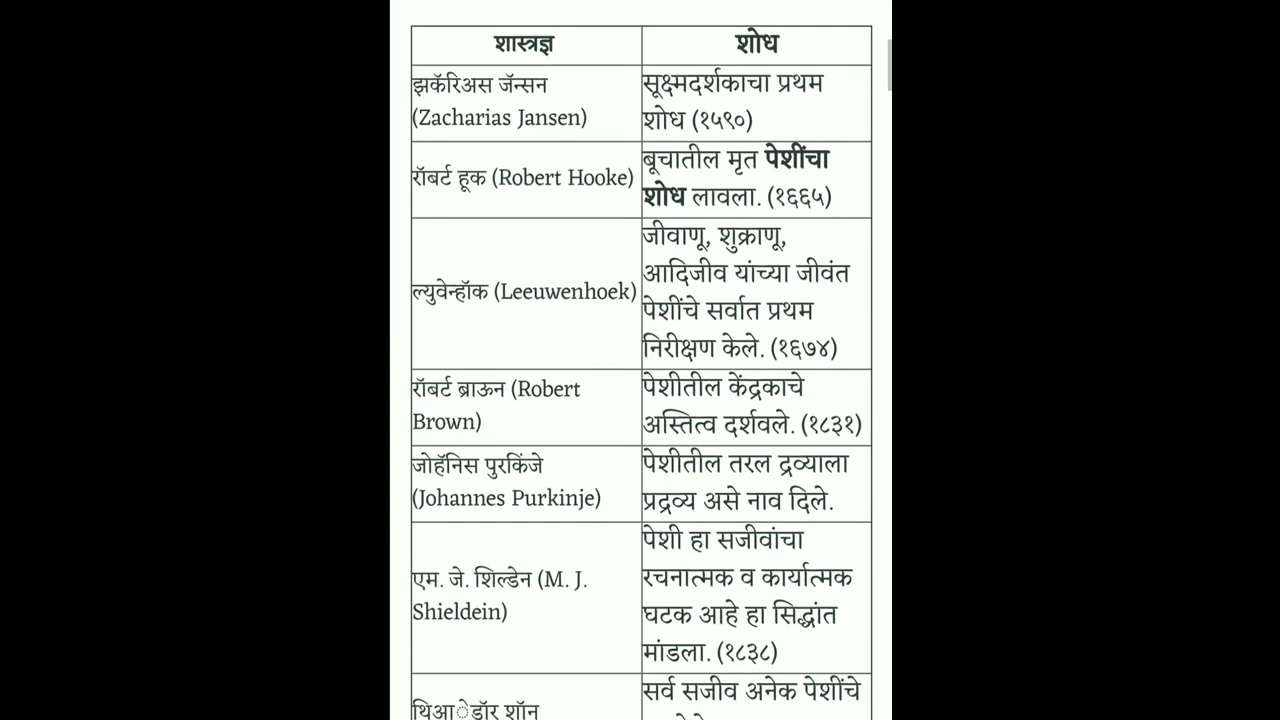 शास्त्रज्ञ
शोध
झकॅरिअस जॅन्सन
(Zacharias Jansen)
सूक्ष्मदर्शकाचा प्रथम
शोध (१५९०)
रॉबर्ट हूक (Robert Hooke)
बूचातील मृत पेशींचा
शोध लावला. (१६६५)
ल्युवेन्हॉक (Leeuwenhoek)
जीवाणू, शुक्राणू,
आदिजीव यांच्या जीवंत
पेशींचे सर्वात प्रथम
निरीक्षण केले. (१६७४)
रॉबर्ट ब्राऊन (Robert
Brown)
पेशीतील केंद्रकाचे
अस्तित्व दर्शवले. (१८३१)
जोहॅनिस पुरकिंजे
(Johannes Purkinje)
पेशीतील तरल द्रव्याला
प्रद्रव्य असे नाव दिले.
एम. जे. शिल्डेन (M. J.
Shieldein)
पेशी हा सजीवांचा
रचनात्मक व कार्यात्मक
घटक आहे हा सिद्धांत
मांडला. (१८३८)
थिआेडॉर शॉन
सर्व सजीव अनेक पेशींचे